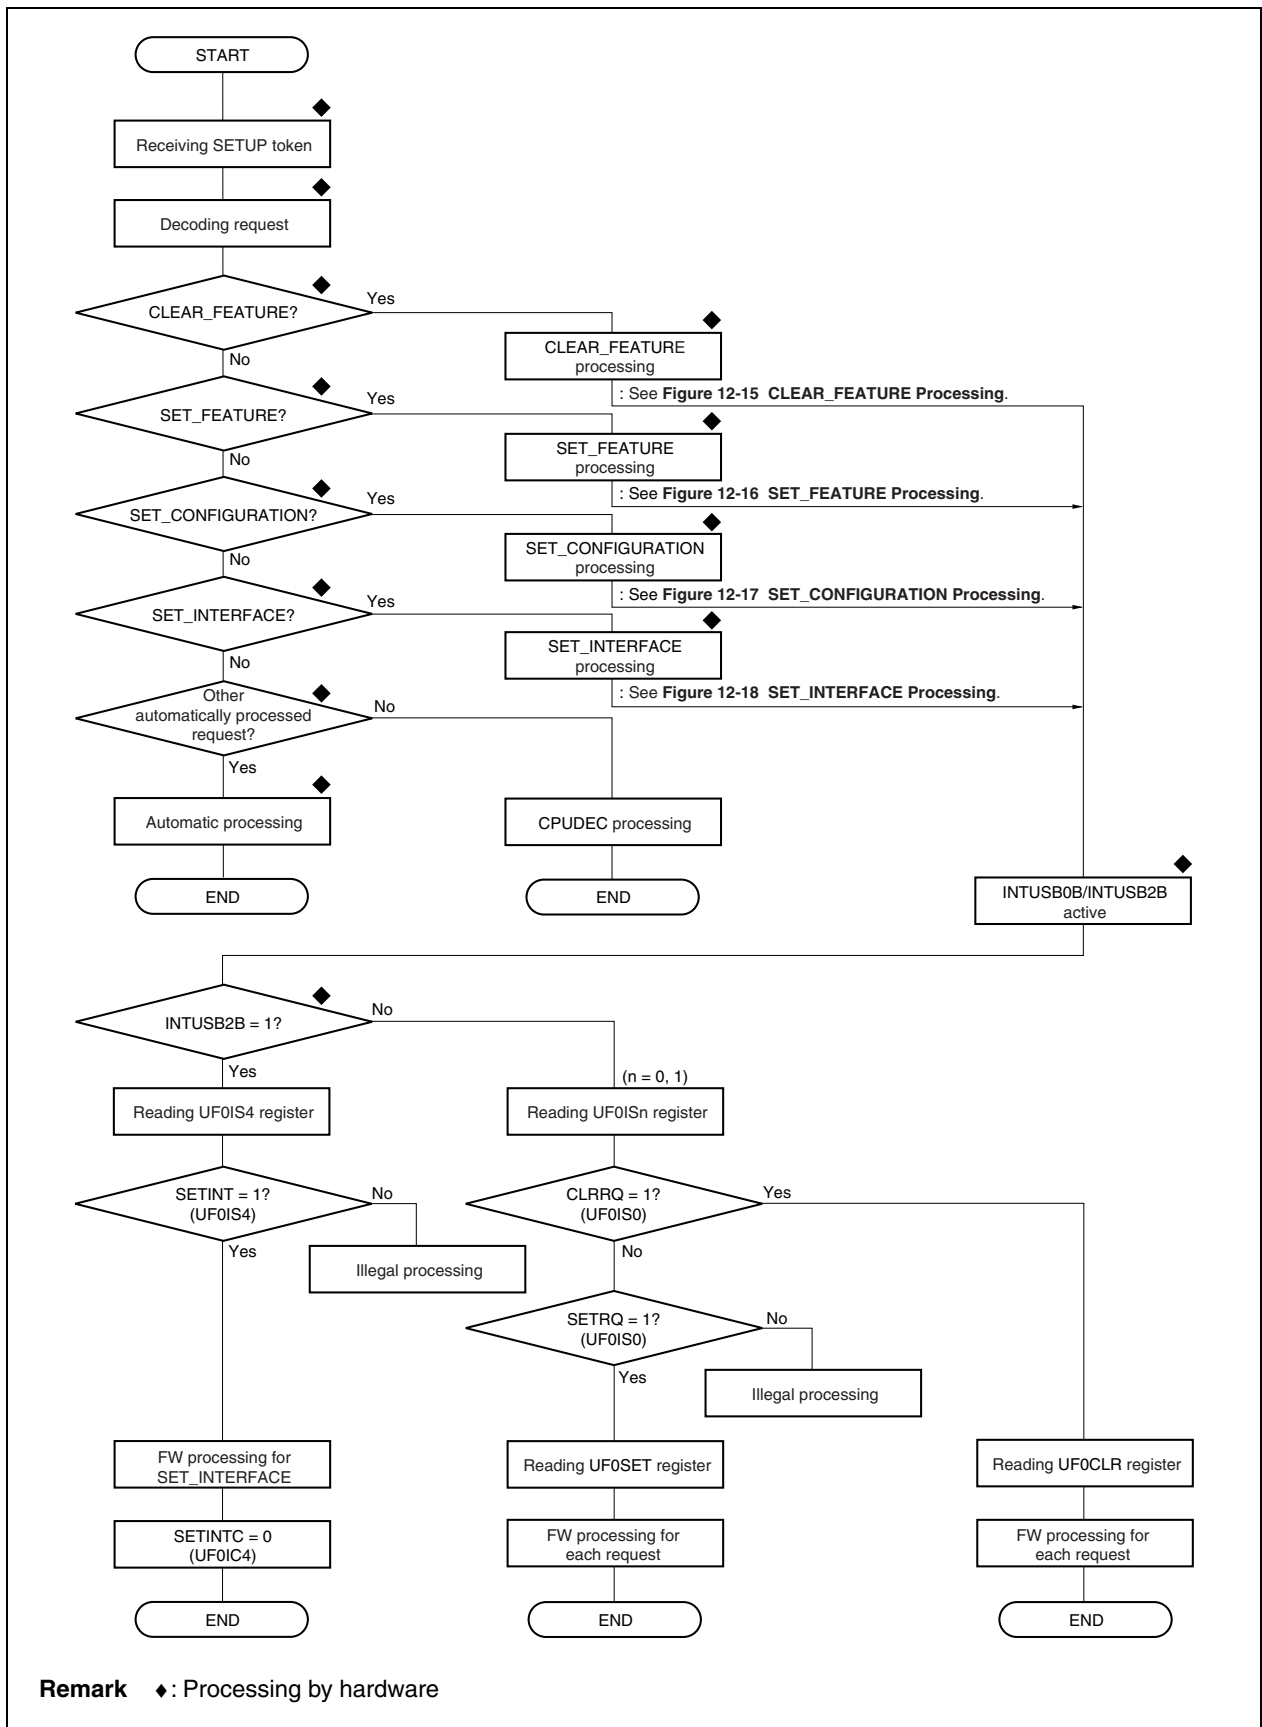 START
Receiving SETUP token
Decoding request
CLEAR_FEATURE?
Yes
No
CLEAR_FEATURE
processing
: See Figure 12-15 CLEAR_FEATURE Processing.
SET_FEATURE?
Yes
No
SET_FEATURE
processing
: See Figure 12-16 SET_FEATURE Processing.
SET_CONFIGURATION?
Yes
No
SET_CONFIGURATION
processing
: See Figure 12-17 SET_CONFIGURATION Processing.
SET_INTERFACE?
Yes
No
SET_INTERFACE
processing
: See Figure 12-18 SET_INTERFACE Processing.
Other
automatically processed
request?
No
Yes
Automatic processing
CPUDEC processing
END
END
INTUSB0B/INTUSB2B
active
INTUSB2B = 1?
No
Yes
(n = 0, 1)
Reading UF0IS4 register
Reading UF0ISn register
SETINT = 1?
(UF0IS4)
No
Yes
Illegal processing
CLRRQ = 1?
(UF0IS0)
Yes
No
SETRQ = 1?
(UF0IS0)
No
Yes
Illegal processing
FW processing for
SET_INTERFACE
Reading UF0SET register
Reading UF0CLR register
SETINTC = 0
(UF0IC4)
FW processing for
each request
FW processing for
each request
END
END
END
Remark ♦: Processing by hardware